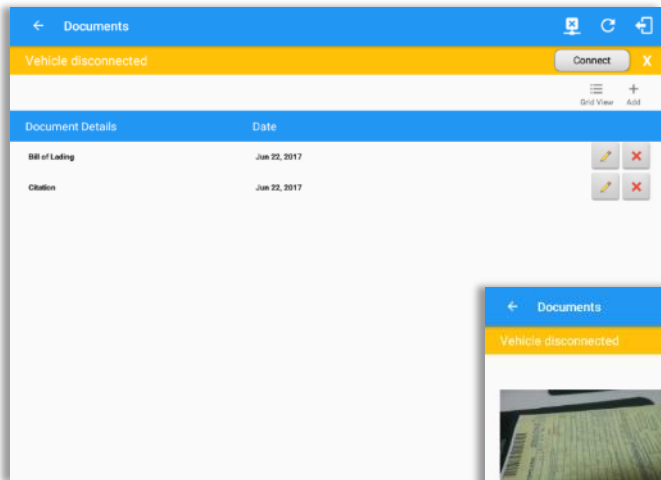 Documents
Vehicle disconnected
Connect X
Grid View Add
Document Details Date
Bill of Lading Jun 22, 2017
Citation Jun 22, 2017
Documents
Vehicle disconnected